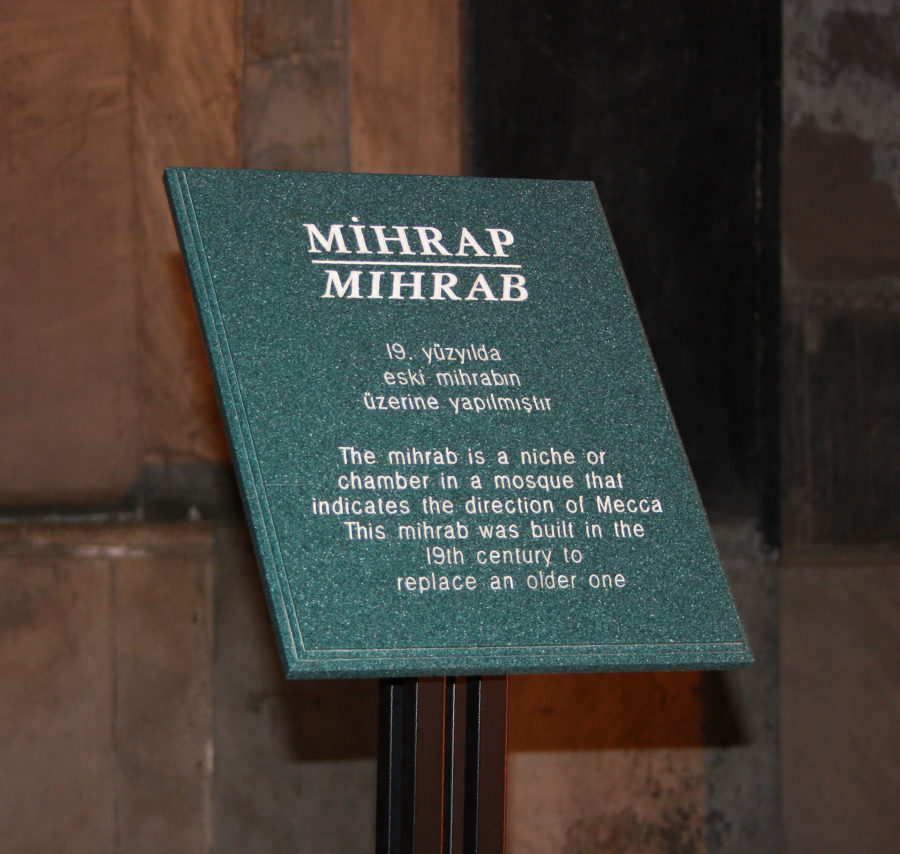 MİHRAP
MIHRAB
19. yüzyılda
eski mihrabın
üzerine yapılmıştır
The mihrab is a niche or
chamber in a mosque that
indicates the direction of Mecca
This mihrab was built in the
19th century to
replace an older one